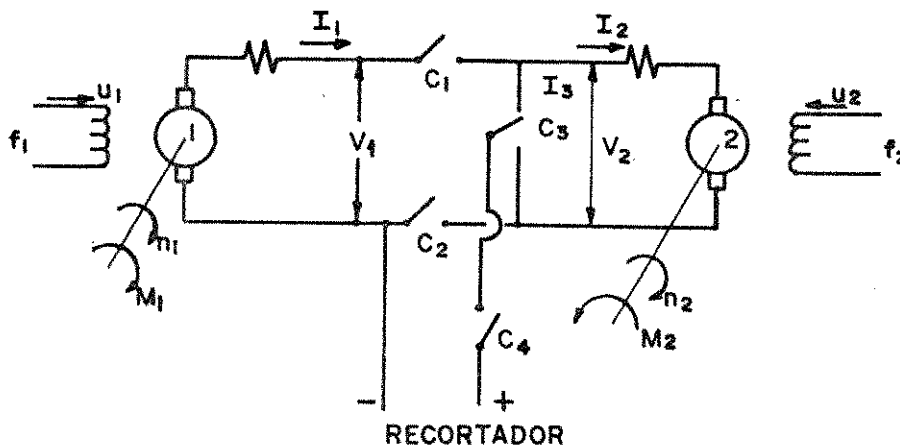 I1 I2
u1 C1 I3 u2
f1 1 V1 C3 V2 2 f2
C2
n1 n2
M1 M2
C4
− +
RECORTADOR